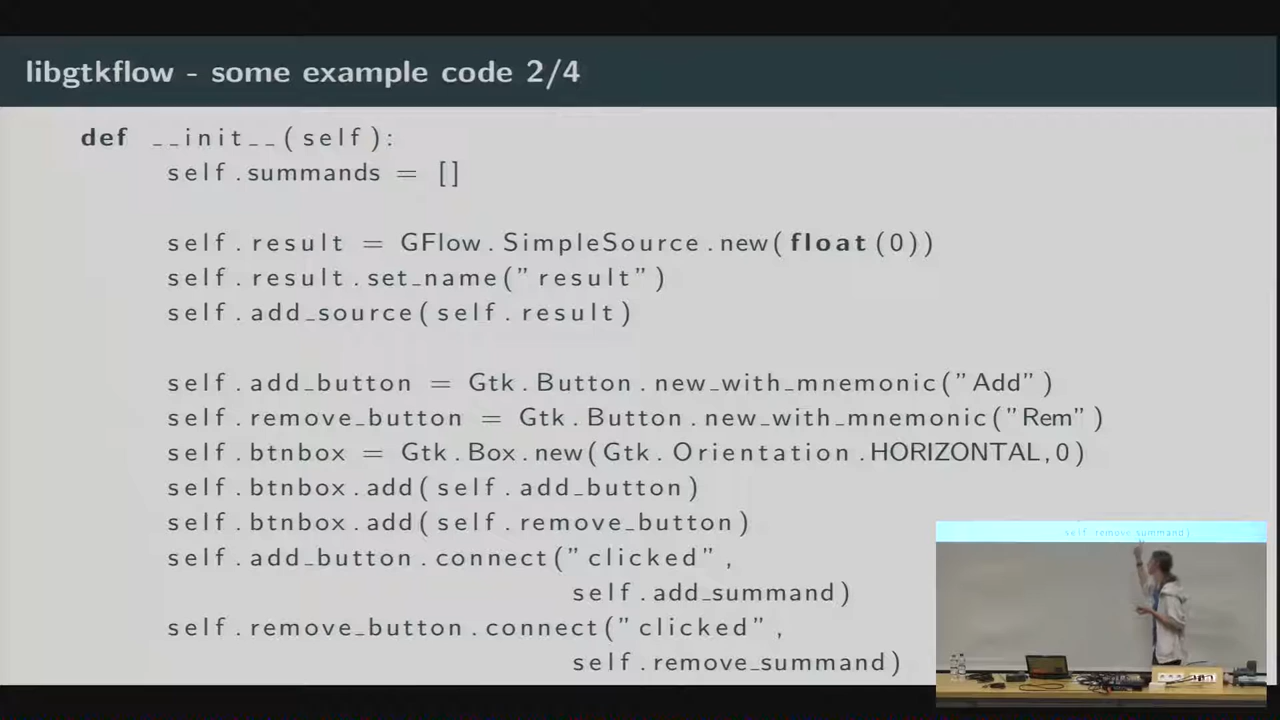 libgtkflow - some example code 2/4
def __init__(self):
self.summands = []
self.result = GFlow.SimpleSource.new(float(0))
self.result.set_name("result")
self.add_source(self.result)
self.add_button = Gtk.Button.new_with_mnemonic("Add")
self.remove_button = Gtk.Button.new_with_mnemonic("Rem")
self.btnbox = Gtk.Box.new(Gtk.Orientation.HORIZONTAL,0)
self.btnbox.add(self.add_button)
self.btnbox.add(self.remove_button)
self.add_button.connect("clicked",
self.add_summand)
self.remove_button.connect("clicked",
self.remove_summand)
self.remove_summand)